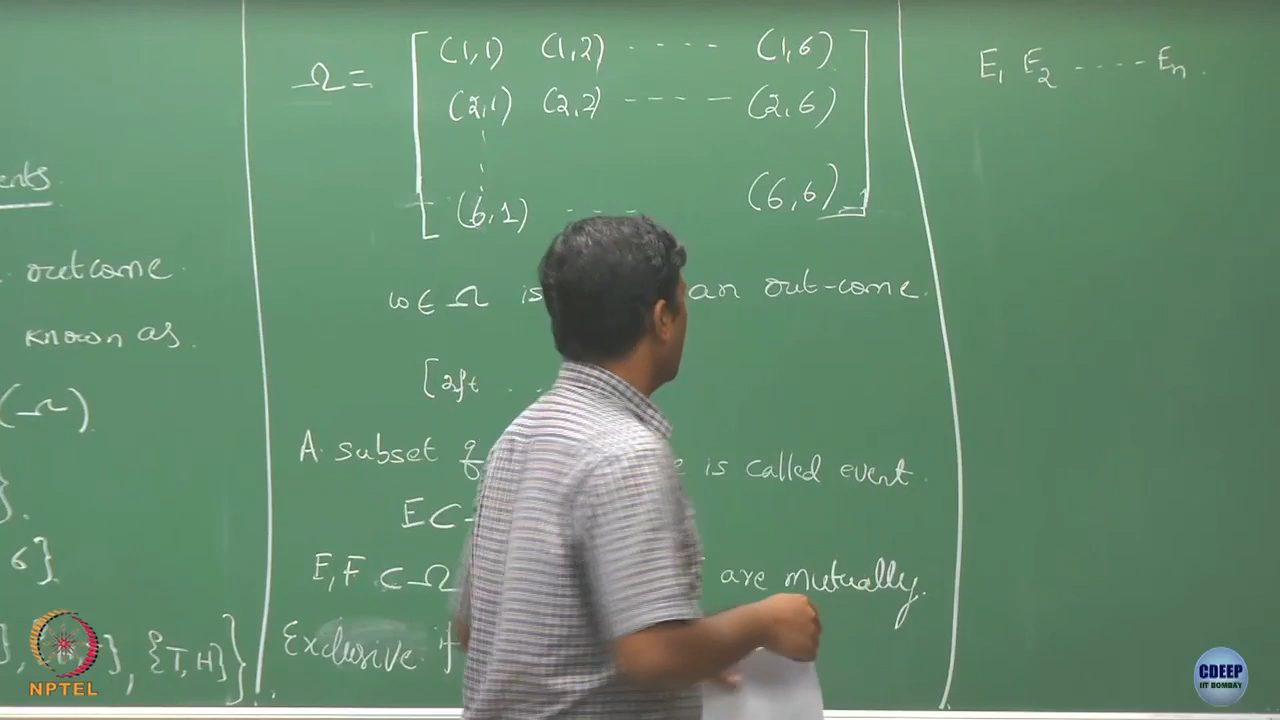 ents.
outcome.
known as
(Ω)
}.
6}
}, {T,H}}.
Ω = [ (1,1) (1,2) ---- (1,6)
(2,1) (2,2) ---- (2,6)
(6,1) ---- (6,6) ]
ω ∈ Ω is an out-come.
A subset is called event.
E ⊂
E, F ⊂ Ω are mutually
Exclusive if
E1 E2 ----- En.
NPTEL
CDEEP
IIT BOMBAY